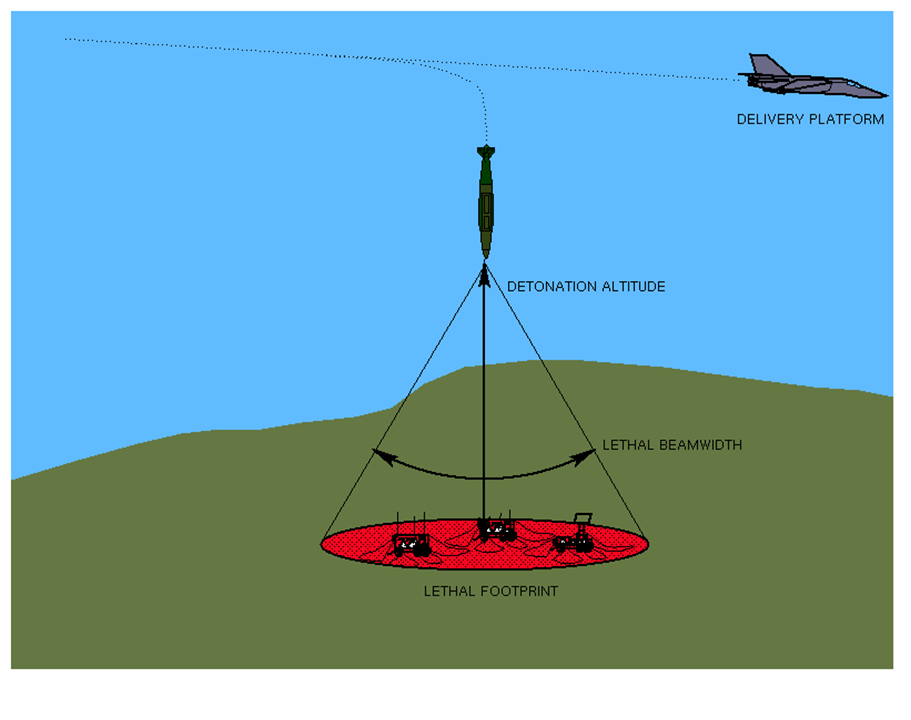 DELIVERY PLATFORM
DETONATION ALTITUDE
LETHAL BEAMWIDTH
LETHAL FOOTPRINT